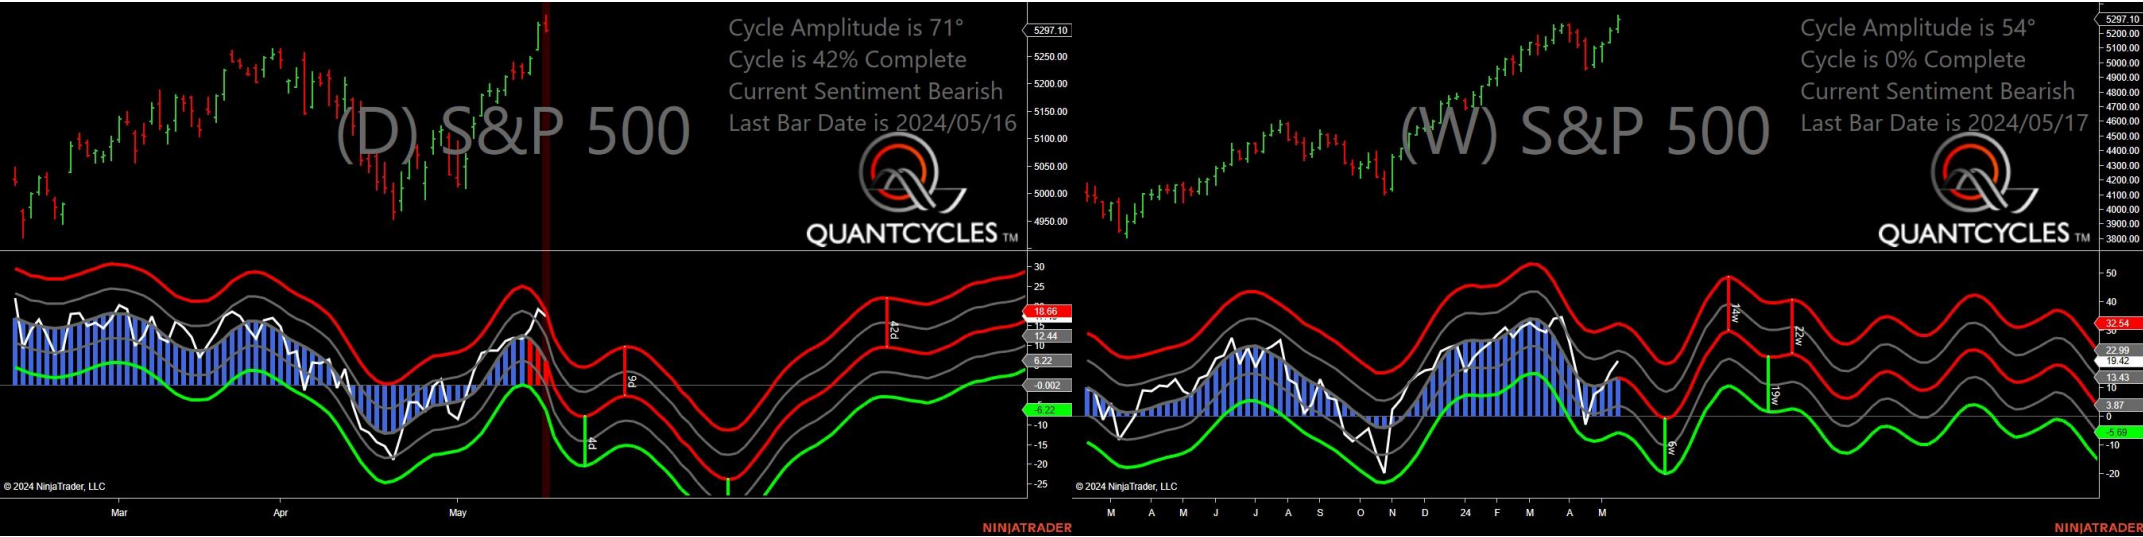 Cycle Amplitude is 71°
Cycle is 42% Complete
Current Sentiment Bearish
Last Bar Date is 2024/05/16
(D) S&P 500
QUANTCYCLES TM
5297.10
5250.00
5200.00
5150.00
5100.00
5050.00
5000.00
4950.00
30
25
18.66
15
12.44
10
6.22
-0.002
-6.22
-10
-15
-20
-25
4d
9d
42d
© 2024 NinjaTrader, LLC
Mar Apr May
NINJATRADER
Cycle Amplitude is 54°
Cycle is 0% Complete
Current Sentiment Bearish
Last Bar Date is 2024/05/17
(W) S&P 500
QUANTCYCLES TM
5297.10
5200.00
5100.00
5000.00
4900.00
4800.00
4700.00
4600.00
4500.00
4400.00
4300.00
4200.00
4100.00
4000.00
3900.00
3800.00
50
40
32.54
30
22.99
19.42
13.43
10
3.87
0
-5.69
-10
-20
6w
14w
19w
22w
© 2024 NinjaTrader, LLC
M A M J J A S O N D 24 F M A M
NINJATRADER